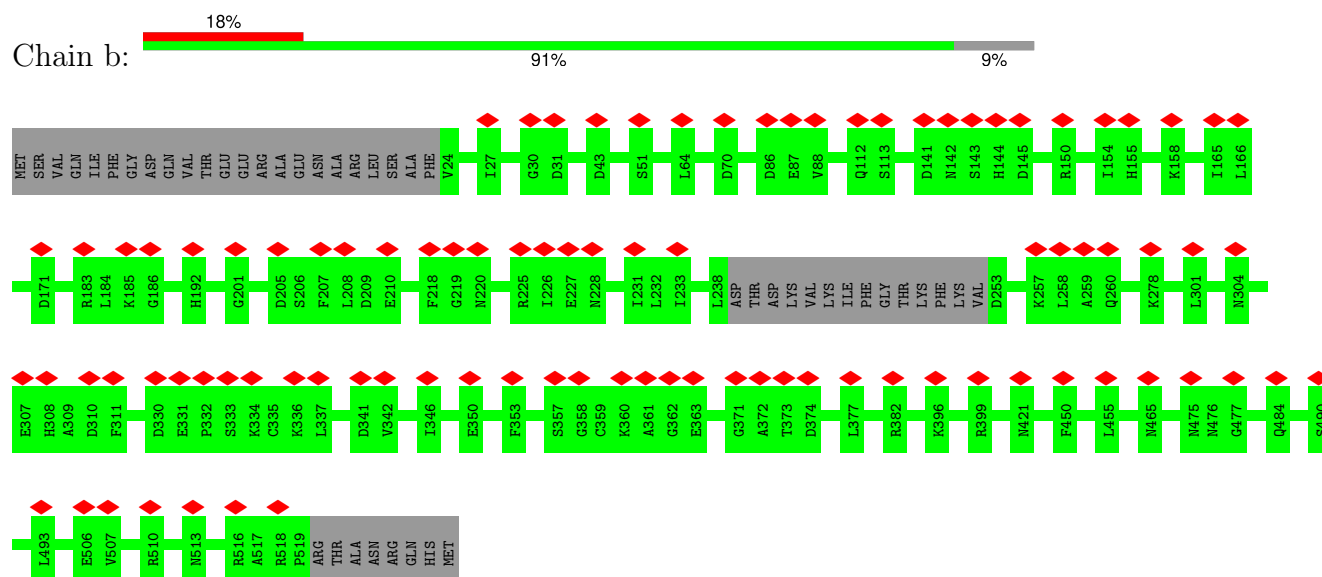 18%
Chain b:
91% 9%
MET SER VAL GLN ILE PHE GLY ASP GLN VAL THR GLU GLU ARG ALA GLU ASN ALA ARG LEU SER ALA PHE V24 I27 G30 D31 D43 S51 L64 D70 D86 E87 V88 Q112 S113 D141 N142 S143 H144 D145 R150 I154 H155 K158 I165 L166
D171 R183 L184 K185 G186 H192 G201 D205 S206 F207 L208 D209 E210 F218 G219 N220 R225 I226 E227 N228 I231 L232 I233 L238 ASP THR ASP LYS VAL LYS ILE PHE GLY THR LYS PHE LYS VAL D253 K257 L258 A259 Q260 K278 L301 N304
E307 H308 A309 D310 F311 D330 E331 P332 S333 K334 C335 K336 L337 D341 V342 I346 E350 F353 S357 G358 C359 K360 A361 G362 E363 G371 A372 T373 D374 L377 R382 K396 R399 N421 F450 L455 N465 N475 N476 G477 Q484 S490
L493 E506 V507 R510 N513 R516 A517 R518 P519 ARG THR ALA ASN ARG GLN HIS MET